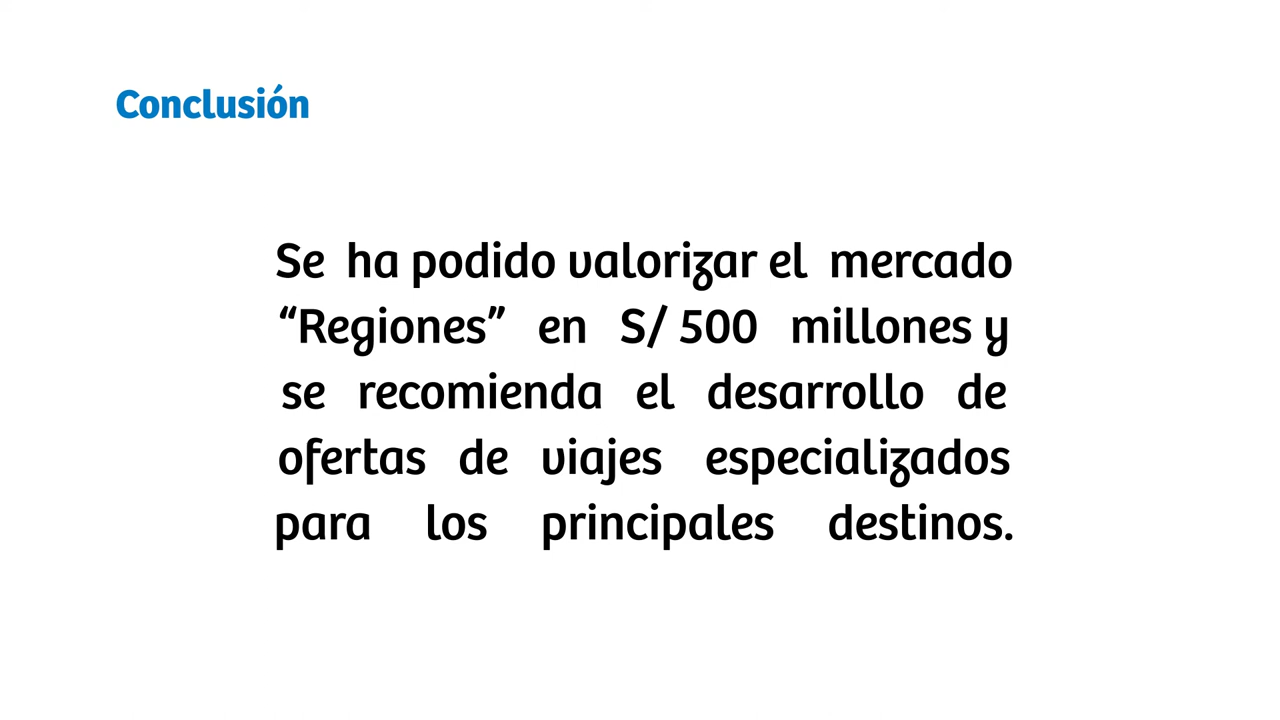 Conclusión
Se ha podido valorizar el mercado
“Regiones” en S/ 500 millones y
se recomienda el desarrollo de
ofertas de viajes especializados
para los principales destinos.